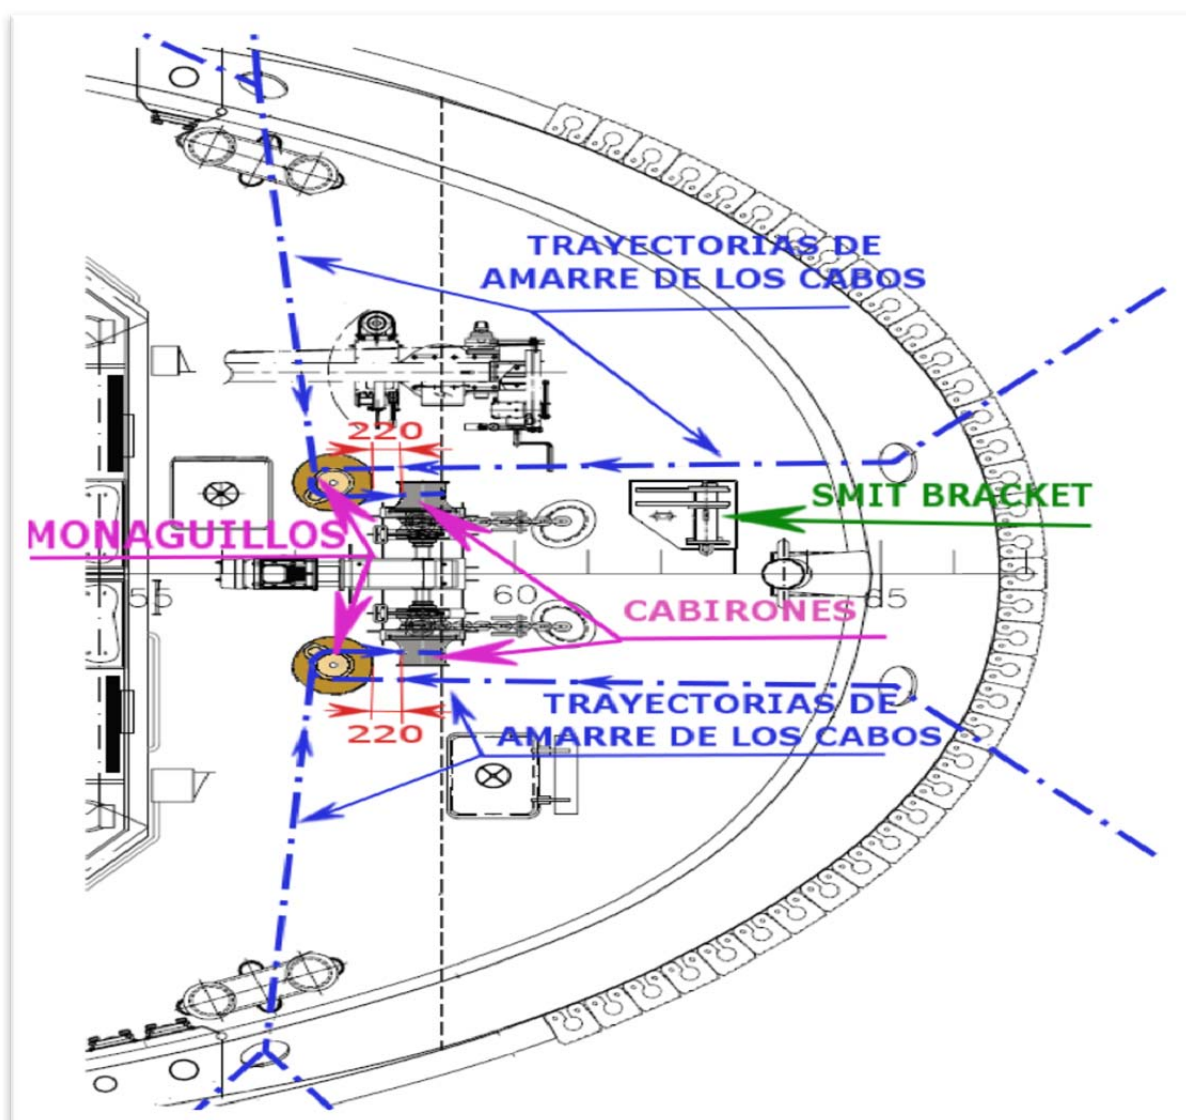 TRAYECTORIAS DE
AMARRE DE LOS CABOS
220
SMIT BRACKET
MONAGUILLOS
55
60
CABIRONES
65
TRAYECTORIAS DE
AMARRE DE LOS CABOS
220